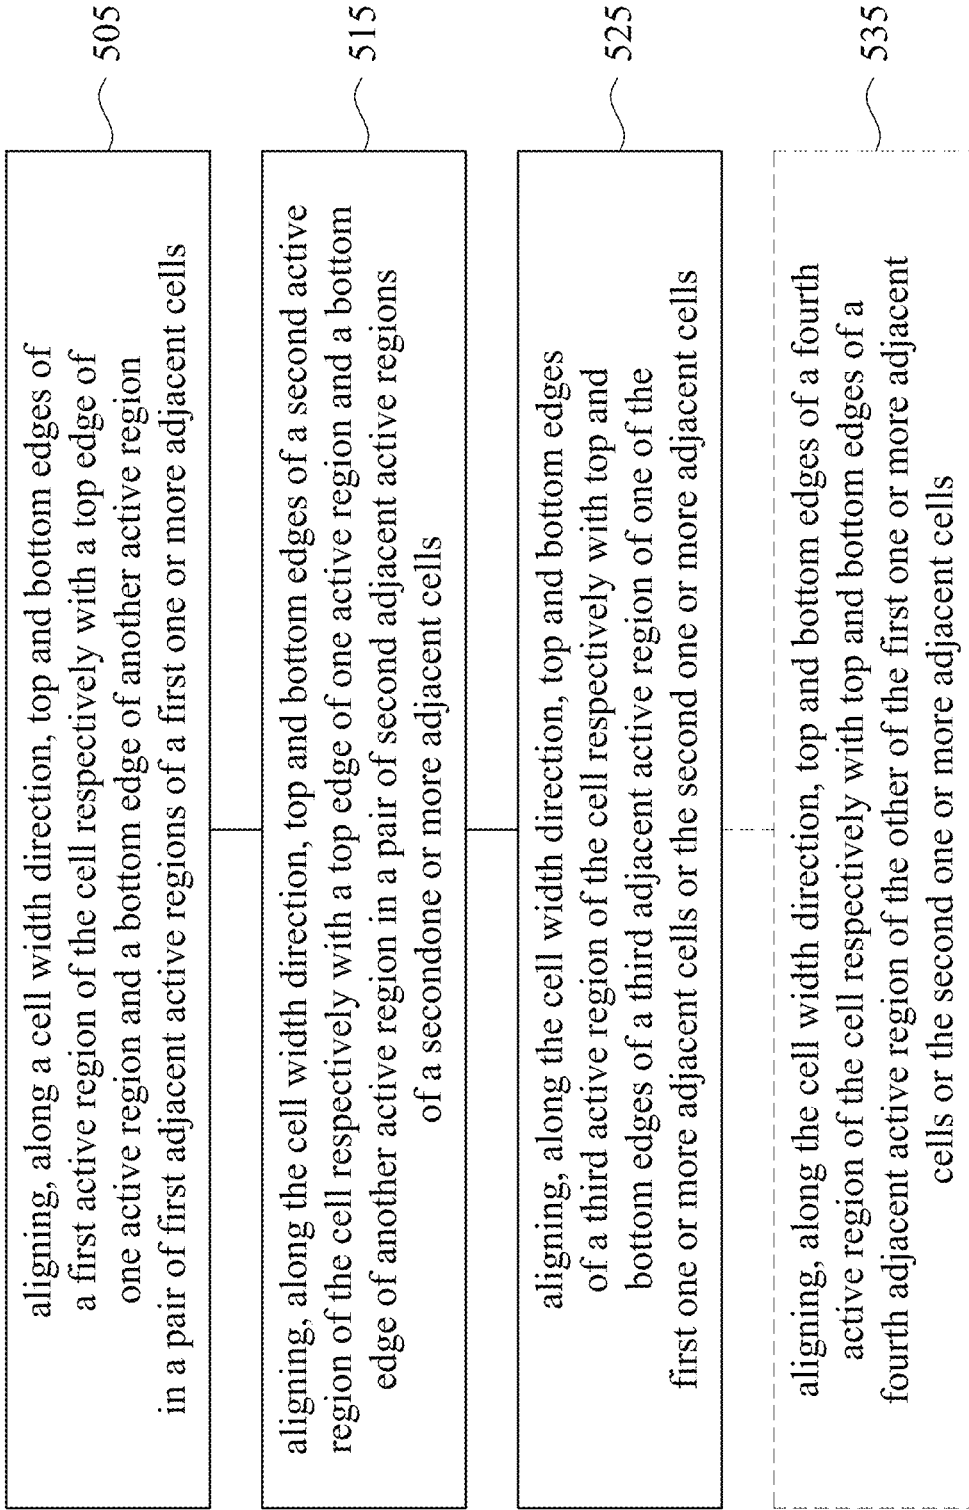 aligning, along a cell width direction, top and bottom edges of
a first active region of the cell respectively with a top edge of
one active region and a bottom edge of another active region
in a pair of first adjacent active regions of a first one or more adjacent cells
505
aligning, along the cell width direction, top and bottom edges of a second active
region of the cell respectively with a top edge of one active region and a bottom
edge of another active region in a pair of second adjacent active regions
of a secondone or more adjacent cells
515
aligning, along the cell width direction, top and bottom edges
of a third active region of the cell respectively with top and
bottom edges of a third adjacent active region of one of the
first one or more adjacent cells or the second one or more adjacent cells
525
aligning, along the cell width direction, top and bottom edges of a fourth
active region of the cell respectively with top and bottom edges of a
fourth adjacent active region of the other of the first one or more adjacent
cells or the second one or more adjacent cells
535